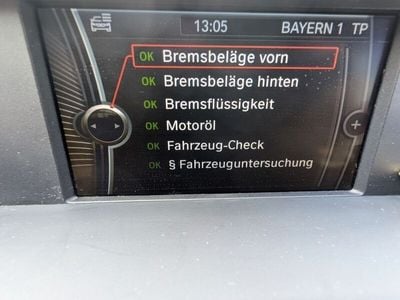 13:05 BAYERN 1 TP
OK Bremsbeläge vorn
OK Bremsbeläge hinten
OK Bremsflüssigkeit
OK Motoröl
OK Fahrzeug-Check
OK § Fahrzeuguntersuchung